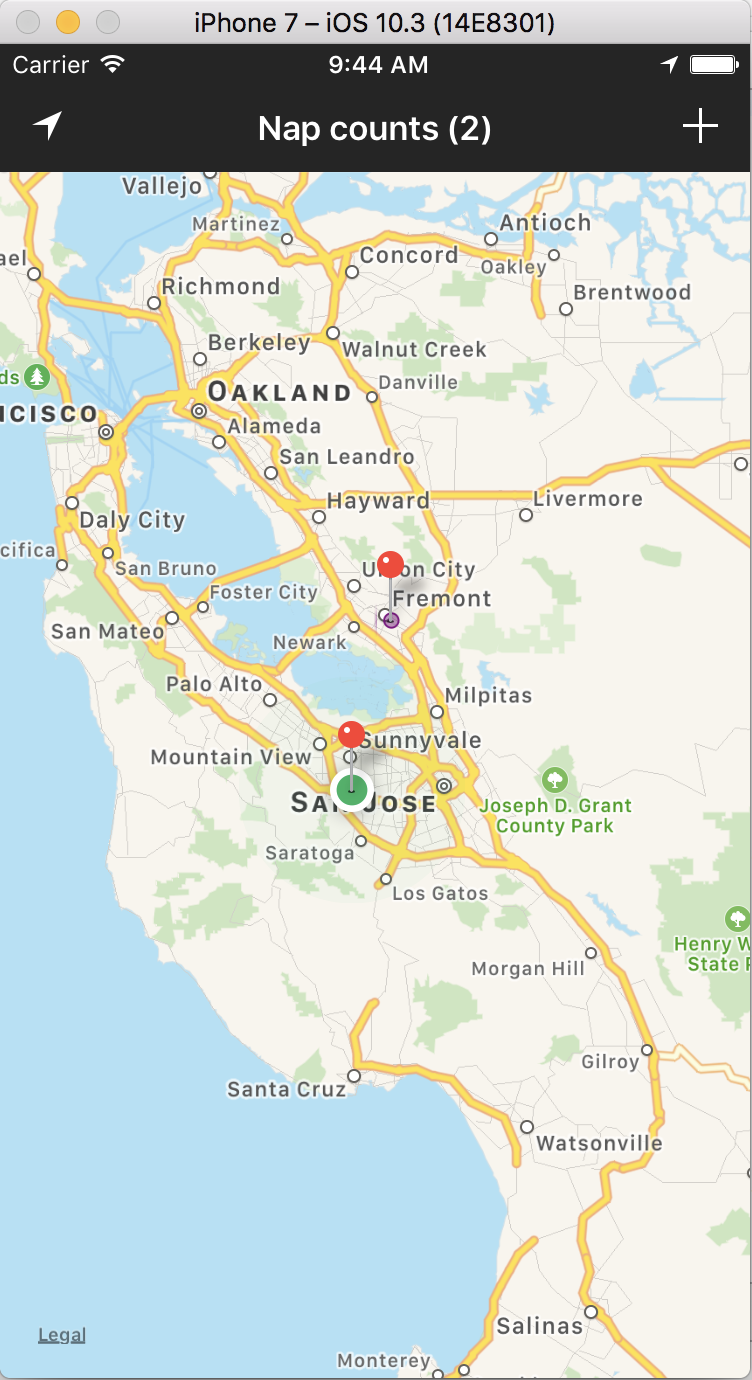 iPhone 7 – iOS 10.3 (14E8301)
Carrier 9:44 AM
Nap counts (2)
Vallejo
Martinez
Antioch
ael
Concord
Oakley
Richmond
Brentwood
Berkeley
Walnut Creek
ds
Danville
OAKLAND
NCISCO
Alameda
San Leandro
Hayward
Livermore
Daly City
cifica
San Bruno
Union City
Foster City
Fremont
San Mateo
Newark
Palo Alto
Milpitas
Sunnyvale
Mountain View
SAN JOSE
Joseph D. Grant
County Park
Saratoga
Los Gatos
Henry W
State P
Morgan Hill
Gilroy
Santa Cruz
Watsonville
Salinas
Legal
Monterey